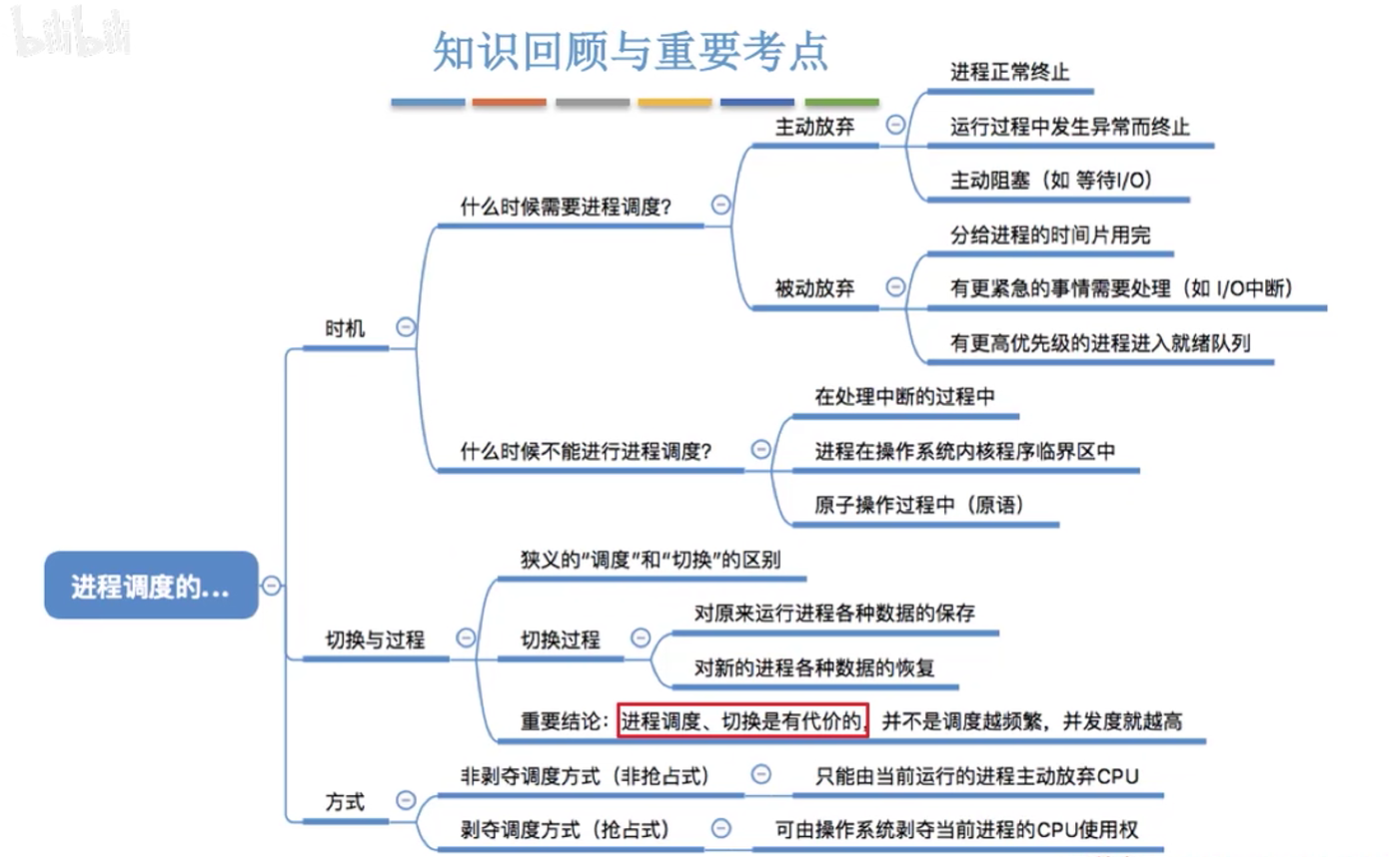 bilibili
知识回顾与重要考点
进程调度的...
时机
什么时候需要进程调度？
主动放弃
进程正常终止
运行过程中发生异常而终止
主动阻塞（如 等待I/O）
被动放弃
分给进程的时间片用完
有更紧急的事情需要处理（如 I/O中断）
有更高优先级的进程进入就绪队列
什么时候不能进行进程调度？
在处理中断的过程中
进程在操作系统内核程序临界区中
原子操作过程中（原语）
切换与过程
狭义的“调度”和“切换”的区别
切换过程
对原来运行进程各种数据的保存
对新的进程各种数据的恢复
重要结论：进程调度、切换是有代价的，并不是调度越频繁，并发度就越高
方式
非剥夺调度方式（非抢占式）
只能由当前运行的进程主动放弃CPU
剥夺调度方式（抢占式）
可由操作系统剥夺当前进程的CPU使用权